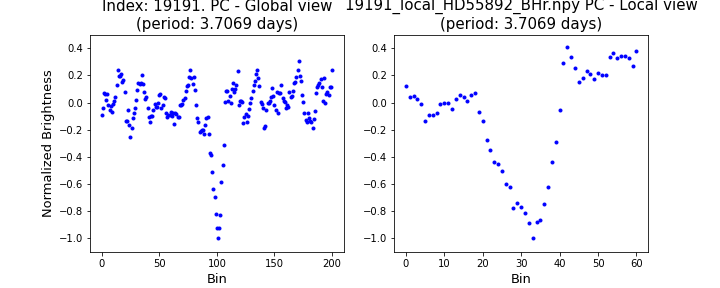 Index: 19191. PC - Global view
(period: 3.7069 days)
19191_local_HD55892_BHr.npy PC - Local view
(period: 3.7069 days)
Normalized Brightness
0.4
0.2
0.0
−0.2
−0.4
−0.6
−0.8
−1.0
0 50 100 150 200
Bin
0.4
0.2
0.0
−0.2
−0.4
−0.6
−0.8
−1.0
0 10 20 30 40 50 60
Bin